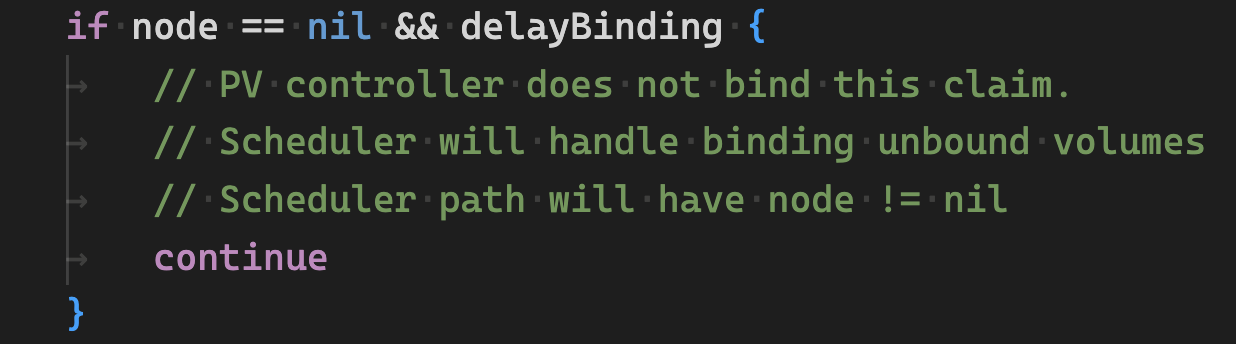 if node == nil && delayBinding {
// PV controller does not bind this claim.
// Scheduler will handle binding unbound volumes
// Scheduler path will have node != nil
continue
}